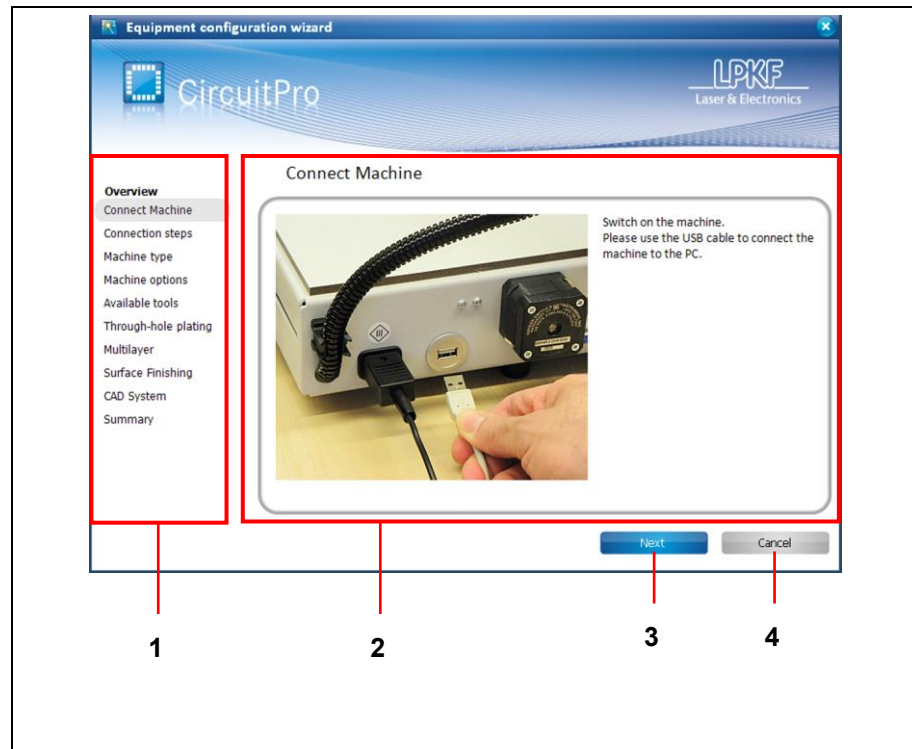 Equipment configuration wizard
CircuitPro
LPKF
Laser & Electronics
Overview
Connect Machine
Connection steps
Machine type
Machine options
Available tools
Through-hole plating
Multilayer
Surface Finishing
CAD System
Summary
Connect Machine
Switch on the machine.
Please use the USB cable to connect the
machine to the PC.
Next
Cancel
1
2
3
4